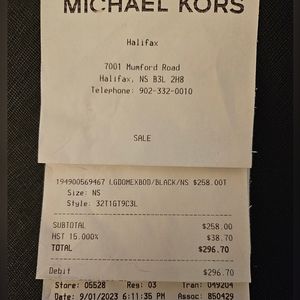 MICHAEL KORS
Halifax
7001 Mumford Road
Halifax, NS B3L 2H8
Telephone: 902-332-0010
SALE
194900569467 LGDOMEXBOD/BLACK/NS $258.00T
Size: NS
Style: 32T1GT9C3L
SUBTOTAL $258.00
HST 15.000% $38.70
TOTAL $296.70
Debit $296.70
Store: 05528 Reg: 03 Tran: 049204
Date: 9/01/2023 6:11:35 PM Assoc: 850429